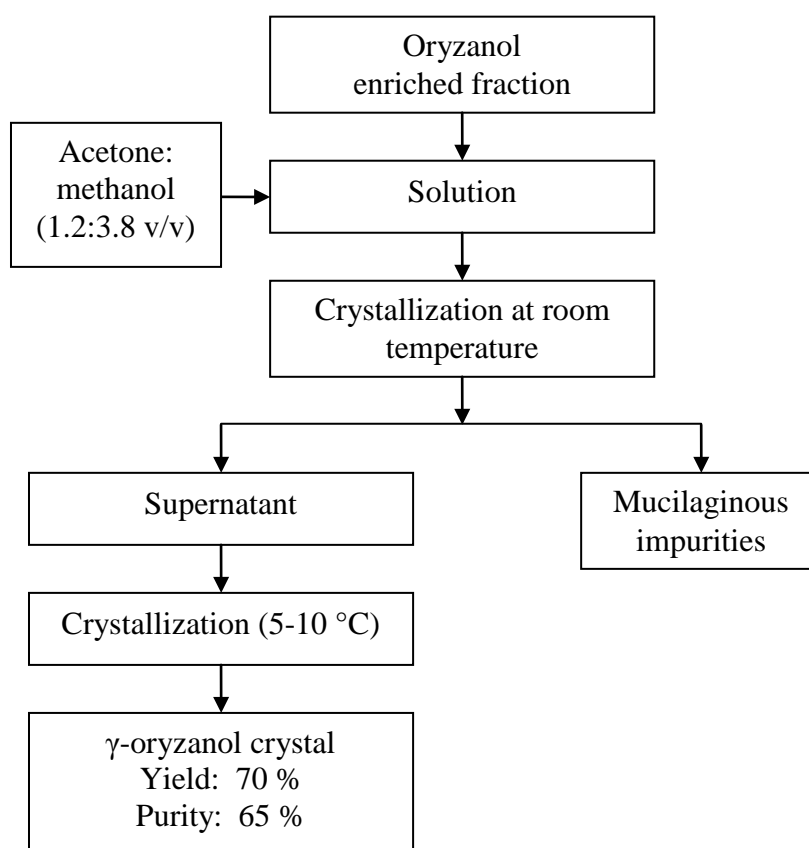 Oryzanol
enriched fraction
Acetone:
methanol
(1.2:3.8 v/v)
Solution
Crystallization at room
temperature
Supernatant
Mucilaginous
impurities
Crystallization (5-10 °C)
γ-oryzanol crystal
Yield: 70 %
Purity: 65 %